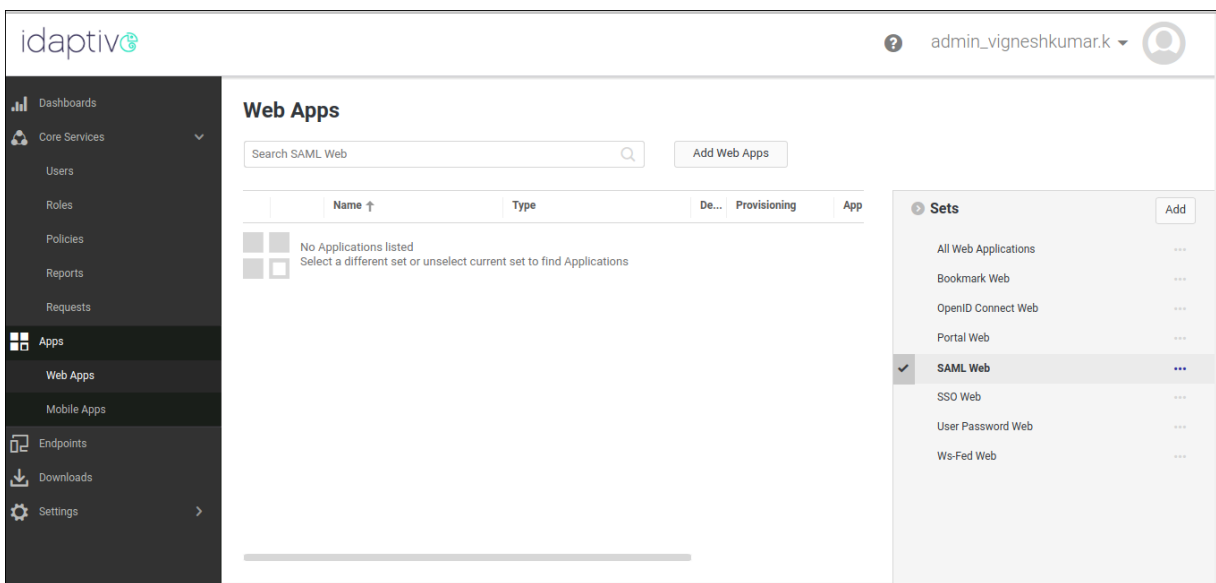 idaptive
admin_vigneshkumar.k
Dashboards
Core Services
Users
Roles
Policies
Reports
Requests
Apps
Web Apps
Mobile Apps
Endpoints
Downloads
Settings
Web Apps
Search SAML Web
Add Web Apps
Name Type De... Provisioning App
No Applications listed
Select a different set or unselect current set to find Applications
Sets
Add
All Web Applications
Bookmark Web
OpenID Connect Web
Portal Web
SAML Web
SSO Web
User Password Web
Ws-Fed Web